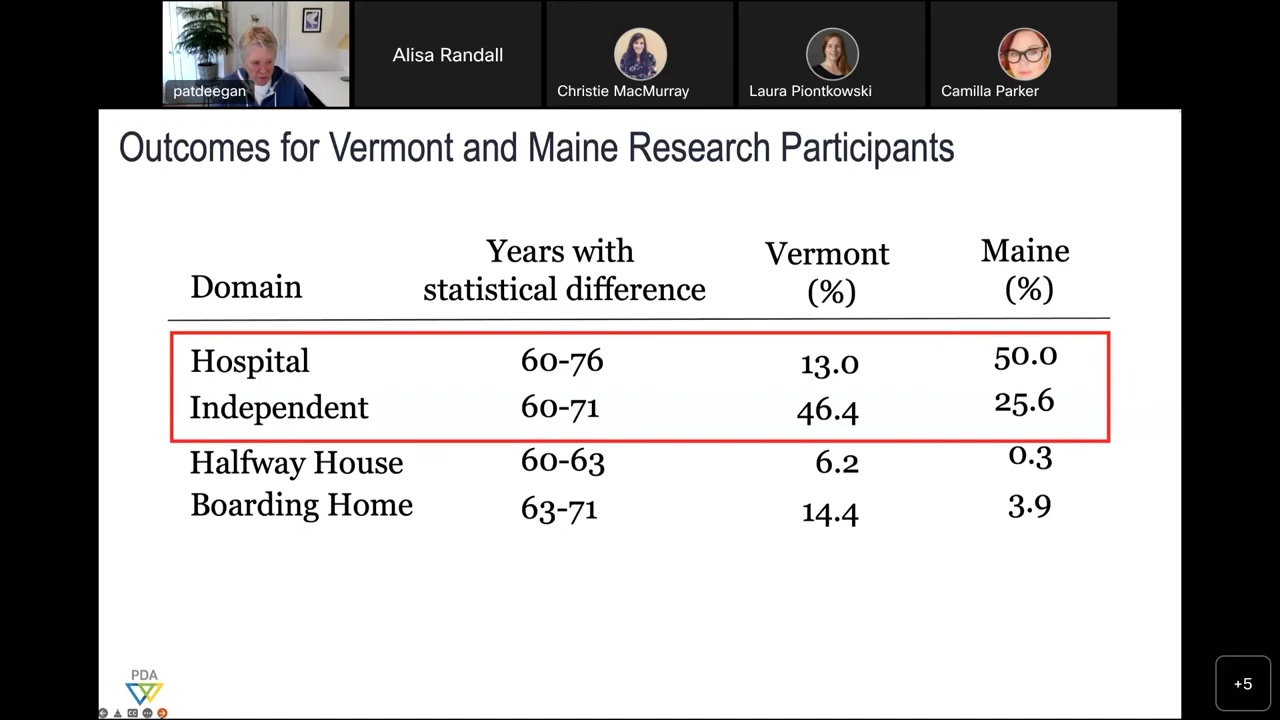 patdeegan
Alisa Randall
Christie MacMurray
Laura Piontkowski
Camilla Parker
Outcomes for Vermont and Maine Research Participants
Domain
Years with
statistical difference
Vermont
(%)
Maine
(%)
Hospital 60-76 13.0 50.0
Independent 60-71 46.4 25.6
Halfway House 60-63 6.2 0.3
Boarding Home 63-71 14.4 3.9
PDA
+5